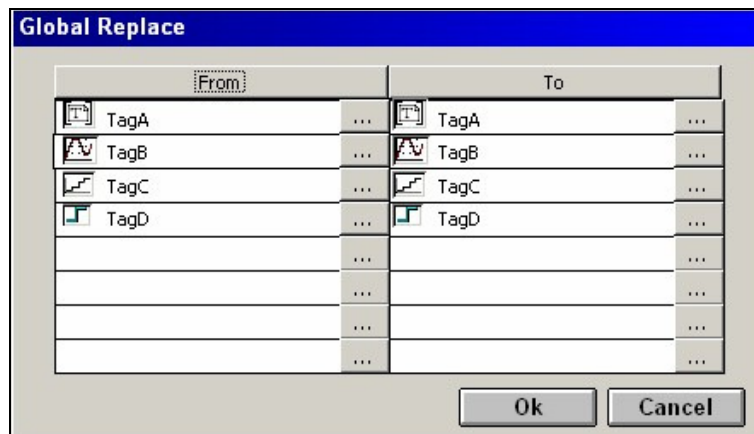 Global Replace
From To
TagA ... TagA ...
TagB ... TagB ...
TagC ... TagC ...
TagD ... TagD ...
... ...
... ...
... ...
... ...
Ok Cancel